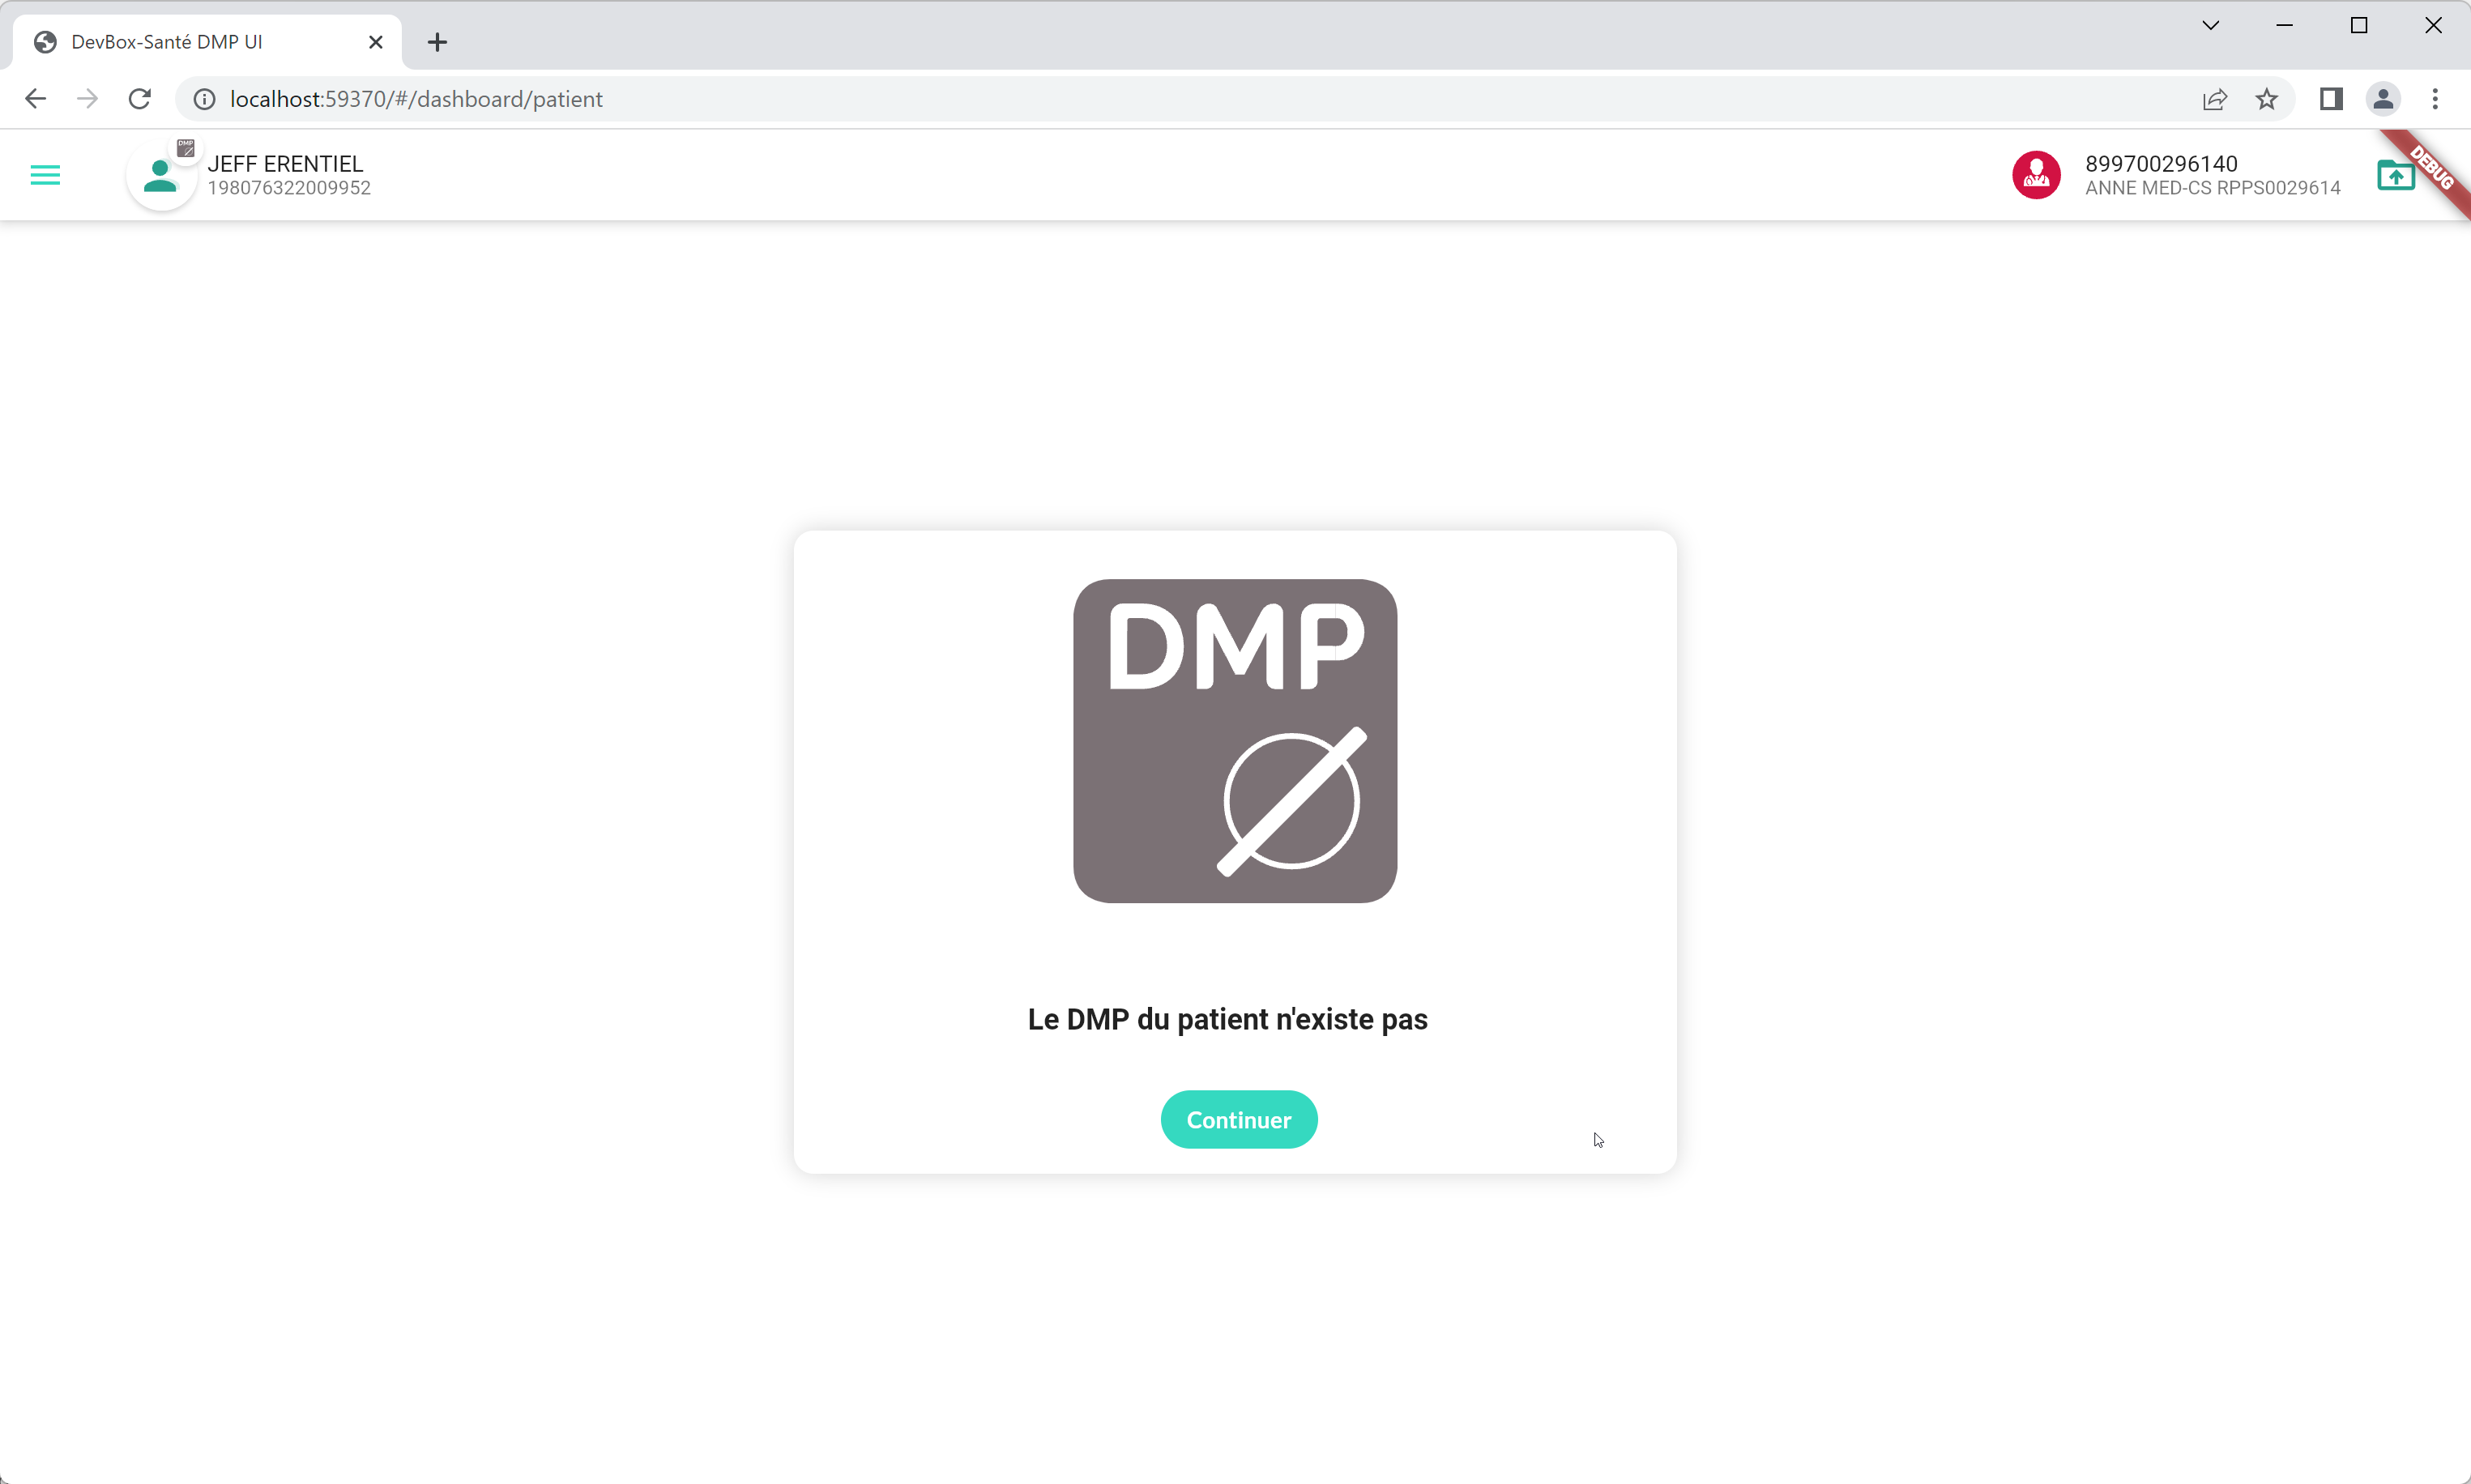 DevBox-Santé DMP UI
localhost:59370/#/dashboard/patient
DMP
JEFF ERENTIEL
198076322009952
899700296140
ANNE MED-CS RPPS0029614
DEBUG
DMP
Le DMP du patient n'existe pas
Continuer